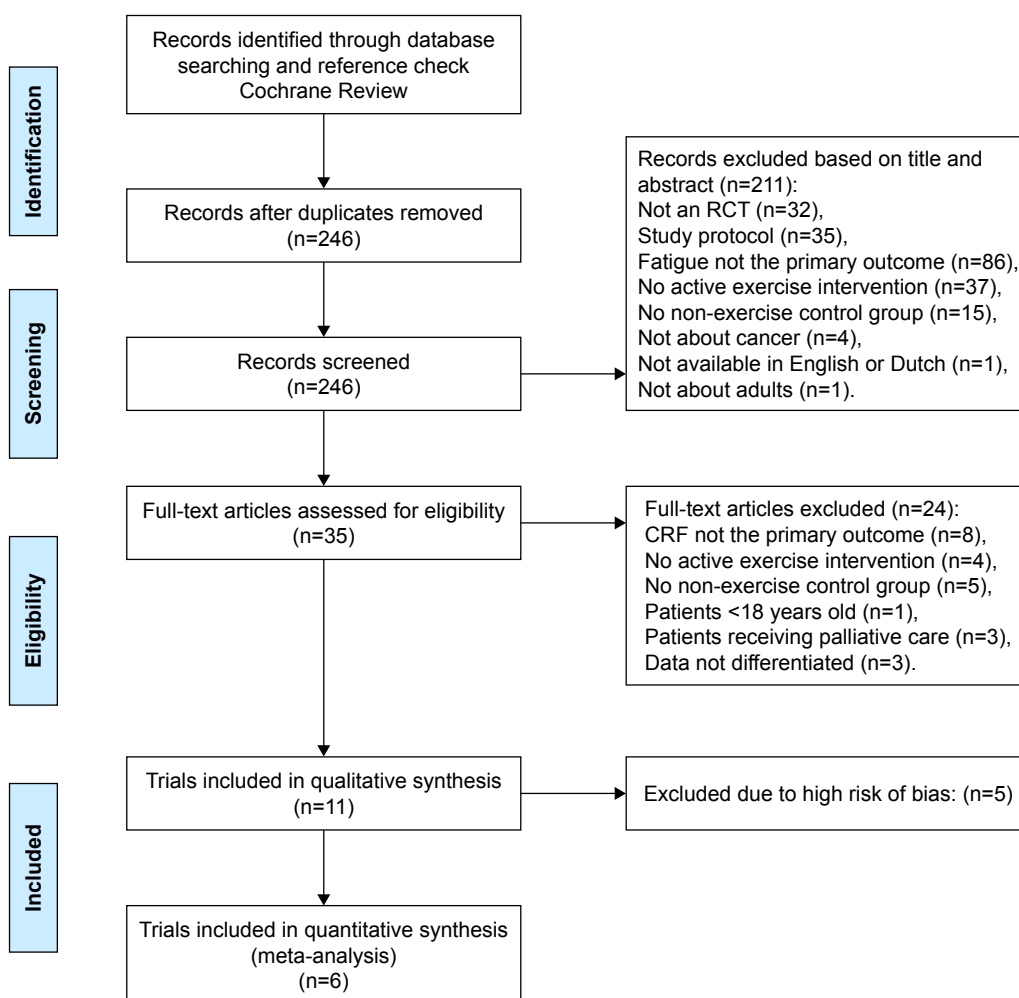 Identification
Records identified through database
searching and reference check
Cochrane Review
Records after duplicates removed
(n=246)
Screening
Records screened
(n=246)
Records excluded based on title and
abstract (n=211):
Not an RCT (n=32),
Study protocol (n=35),
Fatigue not the primary outcome (n=86),
No active exercise intervention (n=37),
No non-exercise control group (n=15),
Not about cancer (n=4),
Not available in English or Dutch (n=1),
Not about adults (n=1).
Eligibility
Full-text articles assessed for eligibility
(n=35)
Full-text articles excluded (n=24):
CRF not the primary outcome (n=8),
No active exercise intervention (n=4),
No non-exercise control group (n=5),
Patients <18 years old (n=1),
Patients receiving palliative care (n=3),
Data not differentiated (n=3).
Included
Trials included in qualitative synthesis
(n=11)
Excluded due to high risk of bias: (n=5)
Trials included in quantitative synthesis
(meta-analysis)
(n=6)